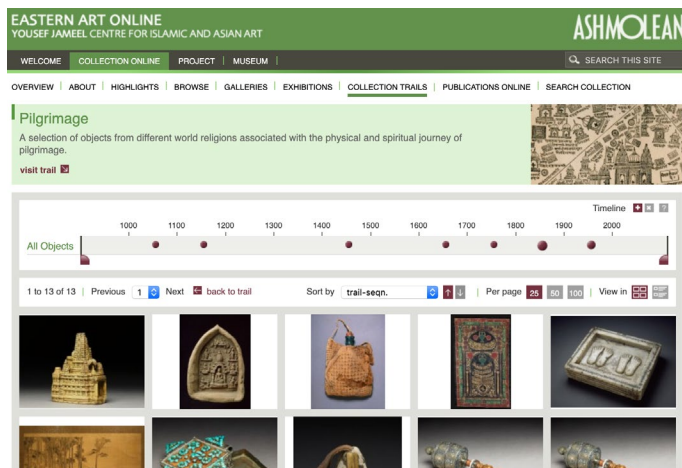 EASTERN ART ONLINE
YOUSEF JAMEEL CENTRE FOR ISLAMIC AND ASIAN ART
ASHMOLEAN
WELCOME COLLECTION ONLINE PROJECT MUSEUM SEARCH THIS SITE
OVERVIEW ABOUT HIGHLIGHTS BROWSE GALLERIES EXHIBITIONS COLLECTION TRAILS PUBLICATIONS ONLINE SEARCH COLLECTION
Pilgrimage
A selection of objects from different world religions associated with the physical and spiritual journey of
pilgrimage.
visit trail
Timeline + x ?
1000 1100 1200 1300 1400 1500 1600 1700 1800 1900 2000
All Objects
1 to 13 of 13 Previous 1 Next back to trail Sort by trail-seqn. Per page 25 50 100 View in